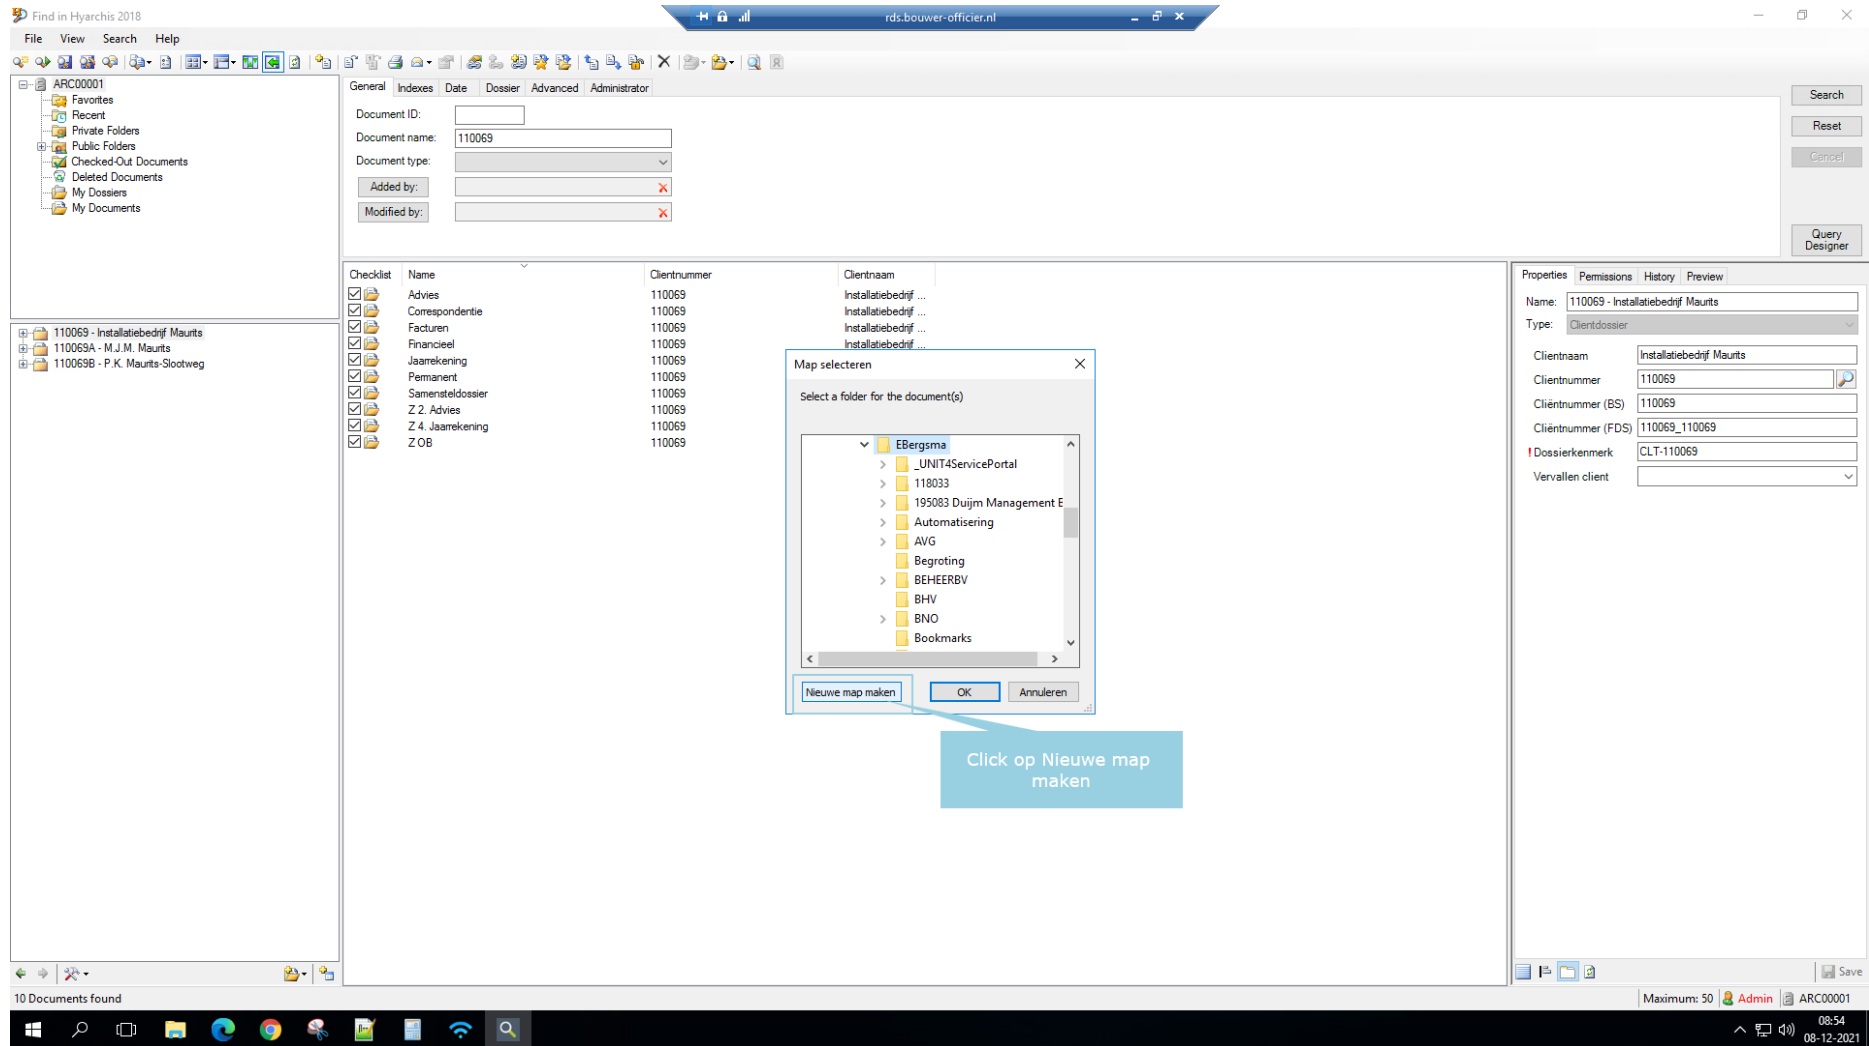 Find in Hyarchis 2018
rds.bouwer-officier.nl
File View Search Help
ARC00001
Favorites
Recent
Private Folders
Public Folders
Checked-Out Documents
Deleted Documents
My Dossiers
My Documents
General Indexes Date Dossier Advanced Administrator
Document ID:
Document name: 110069
Document type:
Added by:
Modified by:
Search
Reset
Cancel
Query
Designer
110069 - Installatiebedrijf Maurits
110069A - M.J.M. Maurits
110069B - P.K. Maurits-Slootweg
Checklist Name Clientnummer Clientnaam
Advies 110069 Installatiebedrijf ...
Correspondentie 110069 Installatiebedrijf ...
Facturen 110069 Installatiebedrijf ...
Financieel 110069 Installatiebedrijf ...
Jaarrekening 110069
Permanent 110069
Samensteldossier 110069
Z 2. Advies 110069
Z 4. Jaarrekening 110069
Z OB 110069
Map selecteren
Select a folder for the document(s)
EBergsma
_UNIT4ServicePortal
118033
195083 Duijm Management B
Automatisering
AVG
Begroting
BEHEERBV
BHV
BNO
Bookmarks
Nieuwe map maken OK Annuleren
Click op Nieuwe map
maken
Properties Permissions History Preview
Name: 110069 - Installatiebedrijf Maurits
Type: Clientdossier
Clientnaam Installatiebedrijf Maurits
Clientnummer 110069
Cliëntnummer (BS) 110069
Cliëntnummer (FDS) 110069_110069
! Dossierkenmerk CLT-110069
Vervallen client
Save
10 Documents found
Maximum: 50 Admin ARC00001
08:54
08-12-2021